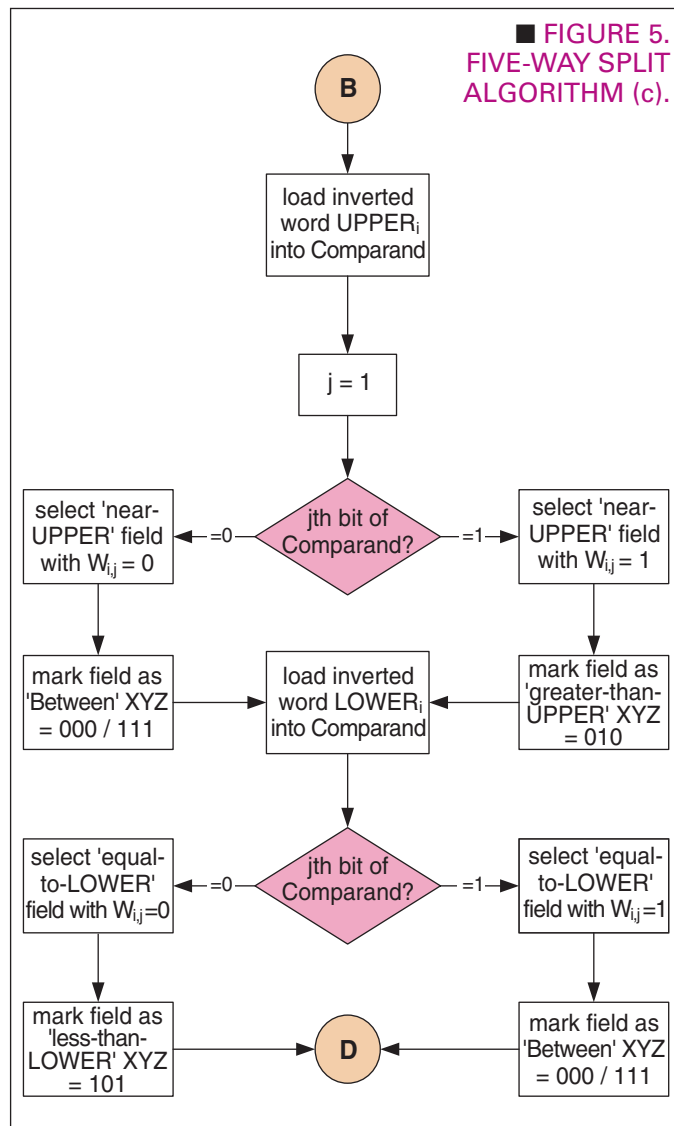 ■ FIGURE 5.
FIVE-WAY SPLIT
ALGORITHM (c).
B
load inverted
word UPPERi
into Comparand
j = 1
jth bit of
Comparand?
=0
=1
select 'near-
UPPER' field
with Wi,j = 0
select 'near-
UPPER' field
with Wi,j = 1
mark field as
'Between' XYZ
= 000 / 111
load inverted
word LOWERi
into Comparand
mark field as
'greater-than-
UPPER' XYZ
= 010
jth bit of
Comparand?
=0
=1
select 'equal-
to-LOWER'
field with Wi,j=0
select 'equal-
to-LOWER'
field with Wi,j=1
mark field as
'less-than-
LOWER' XYZ
= 101
D
mark field as
'Between' XYZ
= 000 / 111